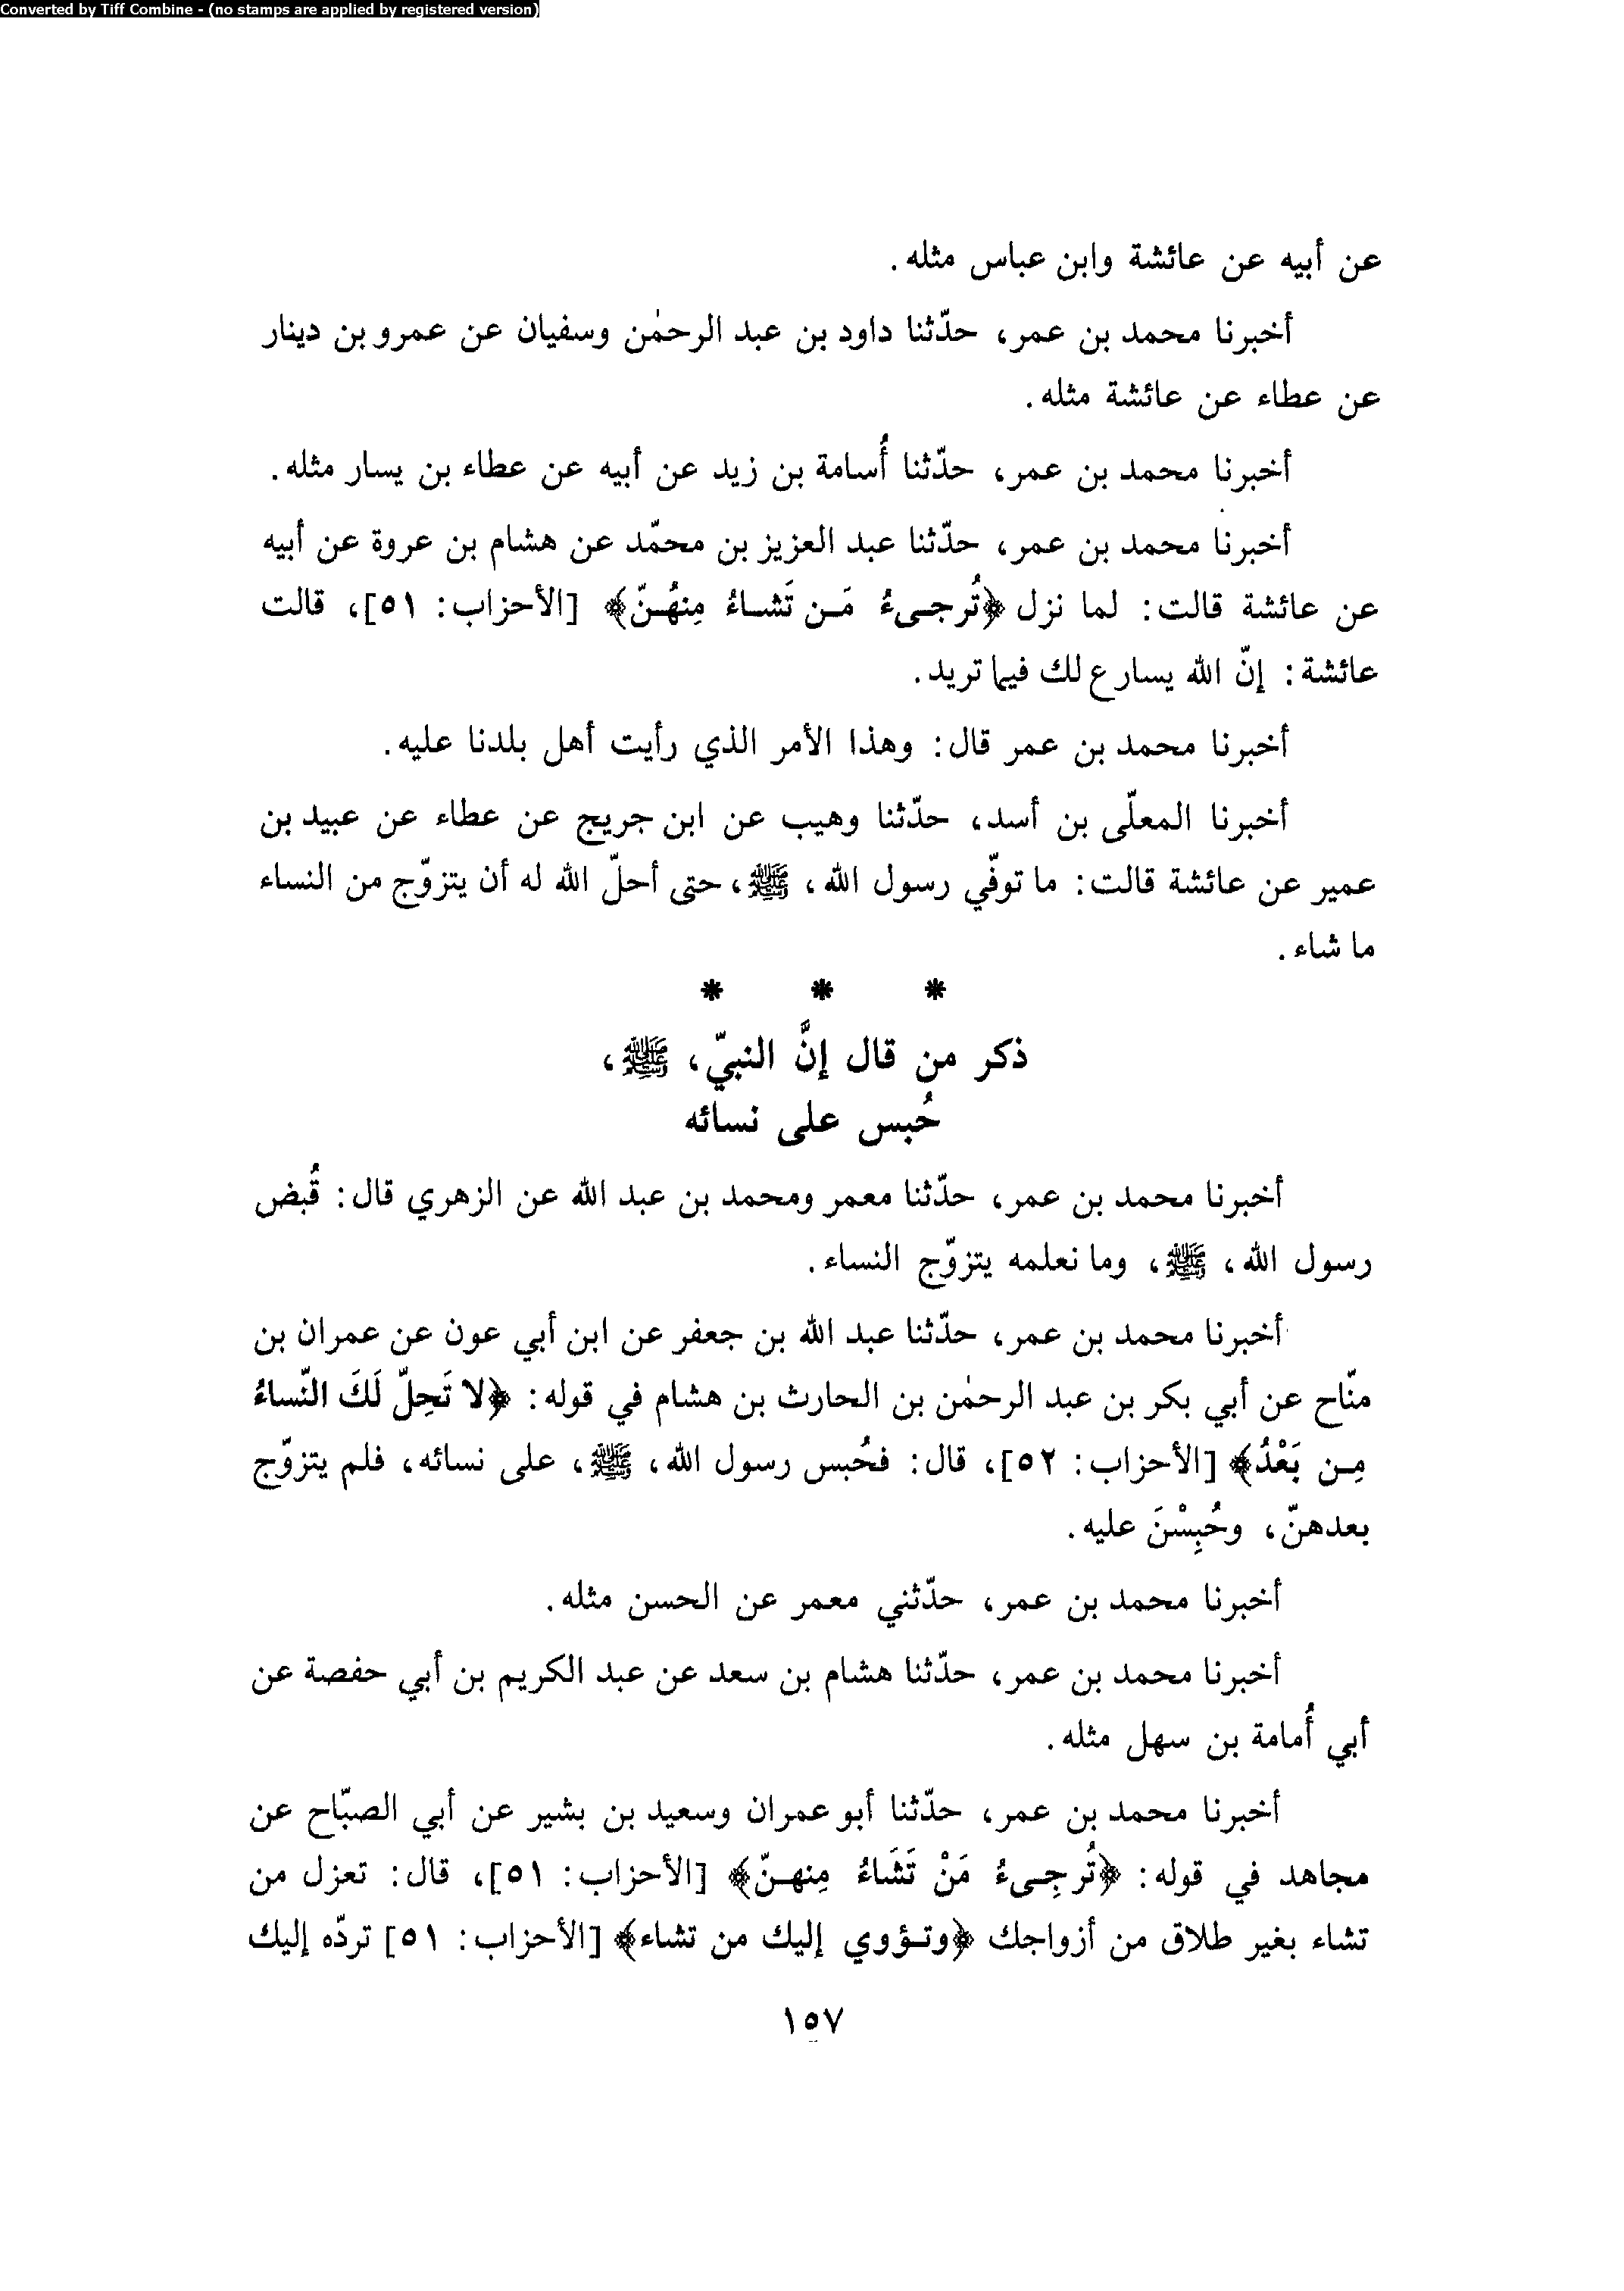 Converted by Tiff Combine - (no stamps are applied by registered version)
عن أبيه عن عائشة وابن عباس مثله.
أخبرنا محمد بن عمر، حدّثنا داود بن عبد الرحمٰن وسفيان عن عمرو بن دينار
عن عطاء عن عائشة مثله.
أخبرنا محمد بن عمر، حدّثنا أُسامة بن زيد عن أبيه عن عطاء بن يسار مثله.
أخبرنا محمد بن عمر، حدّثنا عبد العزيز بن محمّد عن هشام بن عروة عن أبيه
عن عائشة قالت: لما نزل ﴿تُرجـىءُ مَـن تَشـاءُ مِنهُـنّ﴾ [الأحزاب: ٥١]، قالت
عائشة: إنّ الله يسارع لك فيما تريد.
أخبرنا محمد بن عمر قال: وهذا الأمر الذي رأيت أهل بلدنا عليه.
أخبرنا المعلّى بن أسد، حدّثنا وهيب عن ابن جريج عن عطاء عن عبيد بن
عمير عن عائشة قالت: ما توفّي رسول الله، ﷺ، حتى أحلّ الله له أن يتزوّج من النساء
ما شاء.
* * *
ذكر من قال إنَّ النبيّ، ﷺ،
حُبس على نسائه
أخبرنا محمد بن عمر، حدّثنا معمر ومحمد بن عبد الله عن الزهري قال: قُبض
رسول الله، ﷺ، وما نعلمه يتزوّج النساء.
أخبرنا محمد بن عمر، حدّثنا عبد الله بن جعفر عن ابن أبي عون عن عمران بن
منّاح عن أبي بكر بن عبد الرحمٰن بن الحارث بن هشام في قوله: ﴿لا تَحِلّ لَكَ النّساءُ
مِـن بَعْدُ﴾ [الأحزاب: ٥٢]، قال: فحُبس رسول الله، ﷺ، على نسائه، فلم يتزوّج
بعدهنّ، وحُبِسْنَ عليه.
أخبرنا محمد بن عمر، حدّثني معمر عن الحسن مثله.
أخبرنا محمد بن عمر، حدّثنا هشام بن سعد عن عبد الكريم بن أبي حفصة عن
أبي أُمامة بن سهل مثله.
أخبرنا محمد بن عمر، حدّثنا أبو عمران وسعيد بن بشير عن أبي الصبّاح عن
مجاهد في قوله: ﴿تُرجِـىءُ مَنْ تَشَاءُ مِنهـنّ﴾ [الأحزاب: ٥١]، قال: تعزل من
تشاء بغير طلاق من أزواجك ﴿وتـؤوي إليك من تشاء﴾ [الأحزاب: ٥١] تردّه إليك
١٥٧